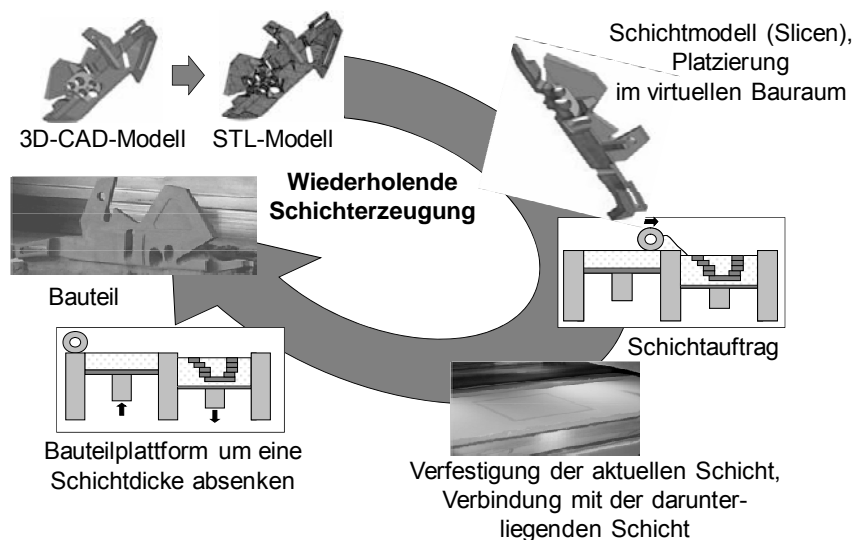 3D-CAD-Modell
STL-Modell
Schichtmodell (Slicen),
Platzierung
im virtuellen Bauraum
Wiederholende
Schichterzeugung
Schichtauftrag
Verfestigung der aktuellen Schicht,
Verbindung mit der darunter-
liegenden Schicht
Bauteilplattform um eine
Schichtdicke absenken
Bauteil